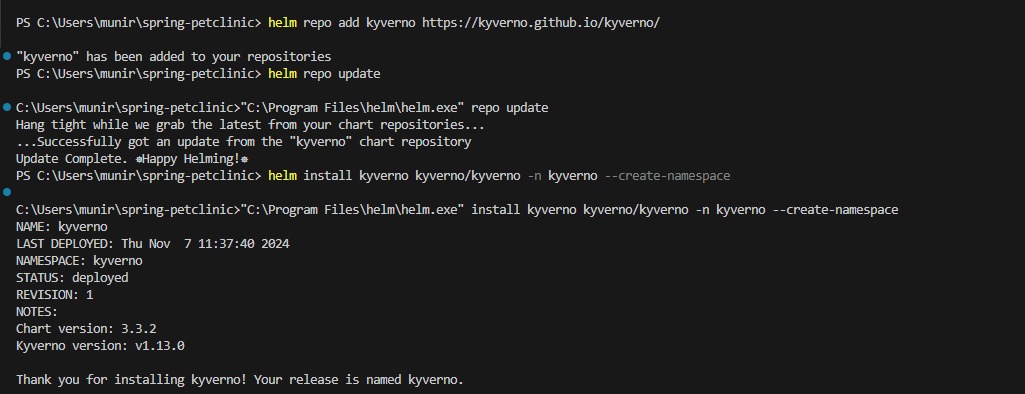 PS C:\Users\munir\spring-petclinic> helm repo add kyverno https://kyverno.github.io/kyverno/
"kyverno" has been added to your repositories
PS C:\Users\munir\spring-petclinic> helm repo update
C:\Users\munir\spring-petclinic>"C:\Program Files\helm\helm.exe" repo update
Hang tight while we grab the latest from your chart repositories...
...Successfully got an update from the "kyverno" chart repository
Update Complete. ⎈Happy Helming!⎈
PS C:\Users\munir\spring-petclinic> helm install kyverno kyverno/kyverno -n kyverno --create-namespace
C:\Users\munir\spring-petclinic>"C:\Program Files\helm\helm.exe" install kyverno kyverno/kyverno -n kyverno --create-namespace
NAME: kyverno
LAST DEPLOYED: Thu Nov  7 11:37:40 2024
NAMESPACE: kyverno
STATUS: deployed
REVISION: 1
NOTES:
Chart version: 3.3.2
Kyverno version: v1.13.0
Thank you for installing kyverno! Your release is named kyverno.